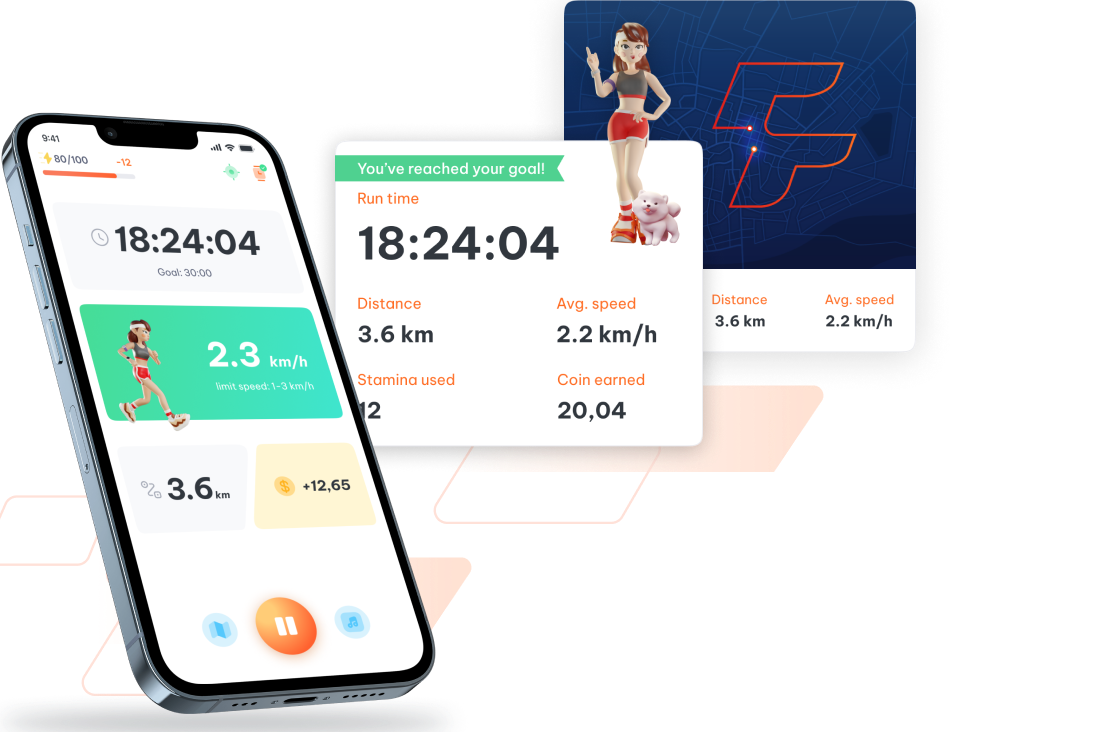 9:41
80/100
-12
18:24:04
Goal: 30:00
2.3 km/h
limit speed: 1-3 km/h
3.6 km
+12,65
You've reached your goal!
Run time
18:24:04
Distance
Avg. speed
3.6 km
2.2 km/h
Stamina used
Coin earned
12
20,04
Distance
Avg. speed
3.6 km
2.2 km/h